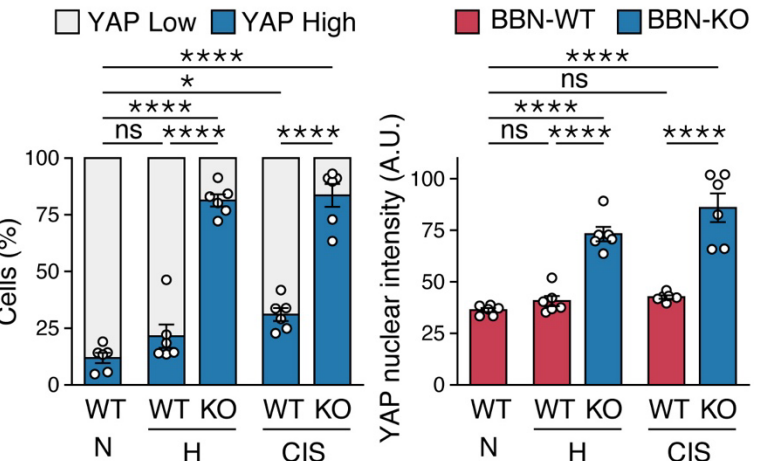 YAP Low YAP High
****
*
****
ns ****
****
Cells (%)
100
75
50
25
0
WT WT KO WT KO
N H CIS
BBN-WT BBN-KO
****
ns
****
ns ****
****
YAP nuclear intensity (A.U.)
100
75
50
25
0
WT WT KO WT KO
N H CIS